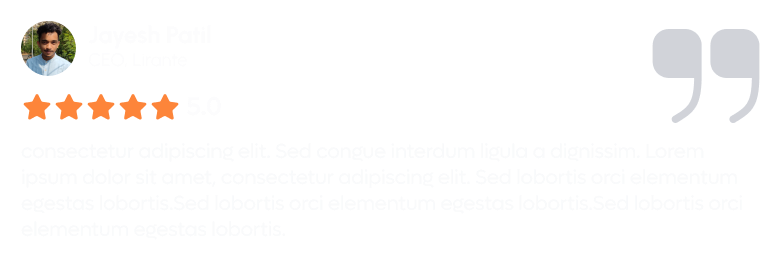 Jayesh Patil
CEO
5.0
consectetur adipiscing elit. Sed congue interdum ligula a dignissim. Lorem
ipsum dolor sit amet, consectetur adipiscing elit. Sed lobortis orci elementum
egestas lobortis.Sed lobortis orci elementum egestas lobortis.Sed lobortis orci
elementum egestas lobortis.